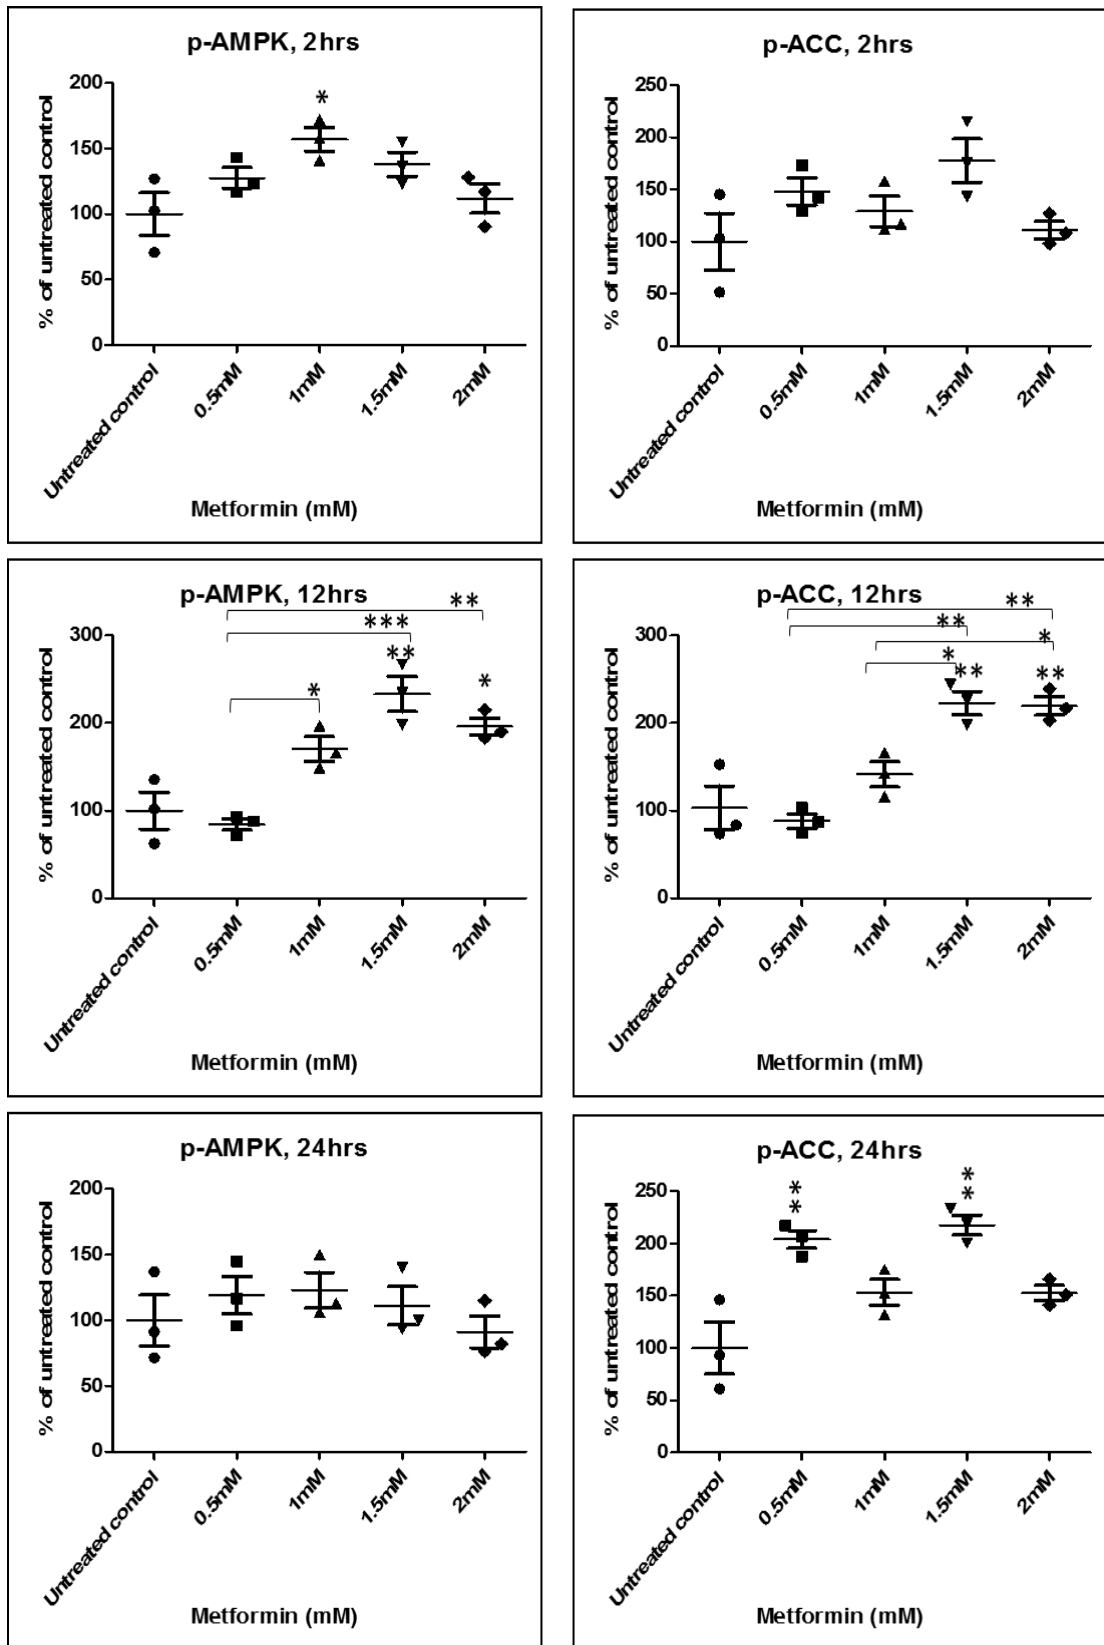 p-AMPK, 2hrs
*
% of untreated control
200
150
100
50
0
Untreated control
0.5mM
1mM
1.5mM
2mM
Metformin (mM)
p-ACC, 2hrs
% of untreated control
250
200
150
100
50
0
Untreated control
0.5mM
1mM
1.5mM
2mM
Metformin (mM)
p-AMPK, 12hrs
**
***
**
*
*
% of untreated control
300
200
100
0
Untreated control
0.5mM
1mM
1.5mM
2mM
Metformin (mM)
p-ACC, 12hrs
**
**
*
*
**
**
% of untreated control
300
200
100
0
Untreated control
0.5mM
1mM
1.5mM
2mM
Metformin (mM)
p-AMPK, 24hrs
% of untreated control
200
150
100
50
0
Untreated control
0.5mM
1mM
1.5mM
2mM
Metformin (mM)
p-ACC, 24hrs
**
**
% of untreated control
250
200
150
100
50
0
Untreated control
0.5mM
1mM
1.5mM
2mM
Metformin (mM)